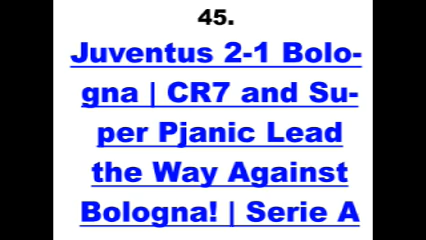 45.
Juventus 2-1 Bolo-
gna | CR7 and Su-
per Pjanic Lead
the Way Against
Bologna! | Serie A